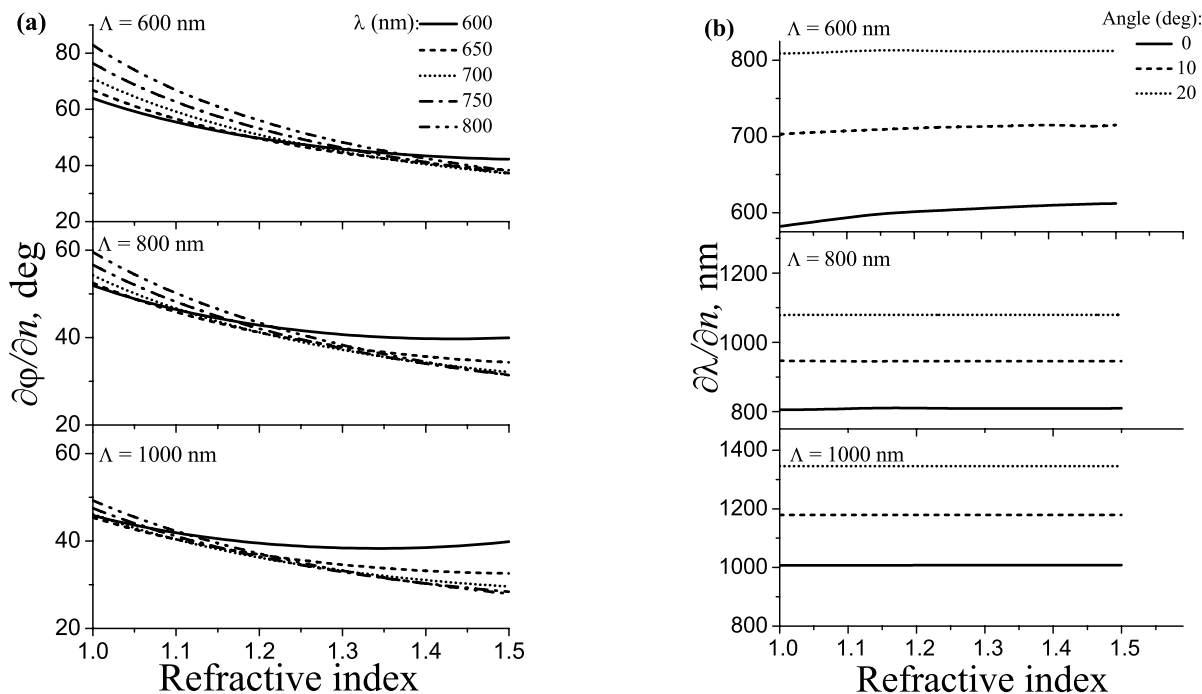 (a)
Λ = 600 nm
λ (nm):
600
650
700
750
800
80
60
40
20
Λ = 800 nm
60
40
20
Λ = 1000 nm
60
40
20
1.0 1.1 1.2 1.3 1.4 1.5
∂φ/∂n, deg
Refractive index
(b)
Λ = 600 nm
Angle (deg):
0
10
20
800
700
600
Λ = 800 nm
1200
1000
800
Λ = 1000 nm
1400
1200
1000
800
1.0 1.1 1.2 1.3 1.4 1.5
∂λ/∂n, nm
Refractive index